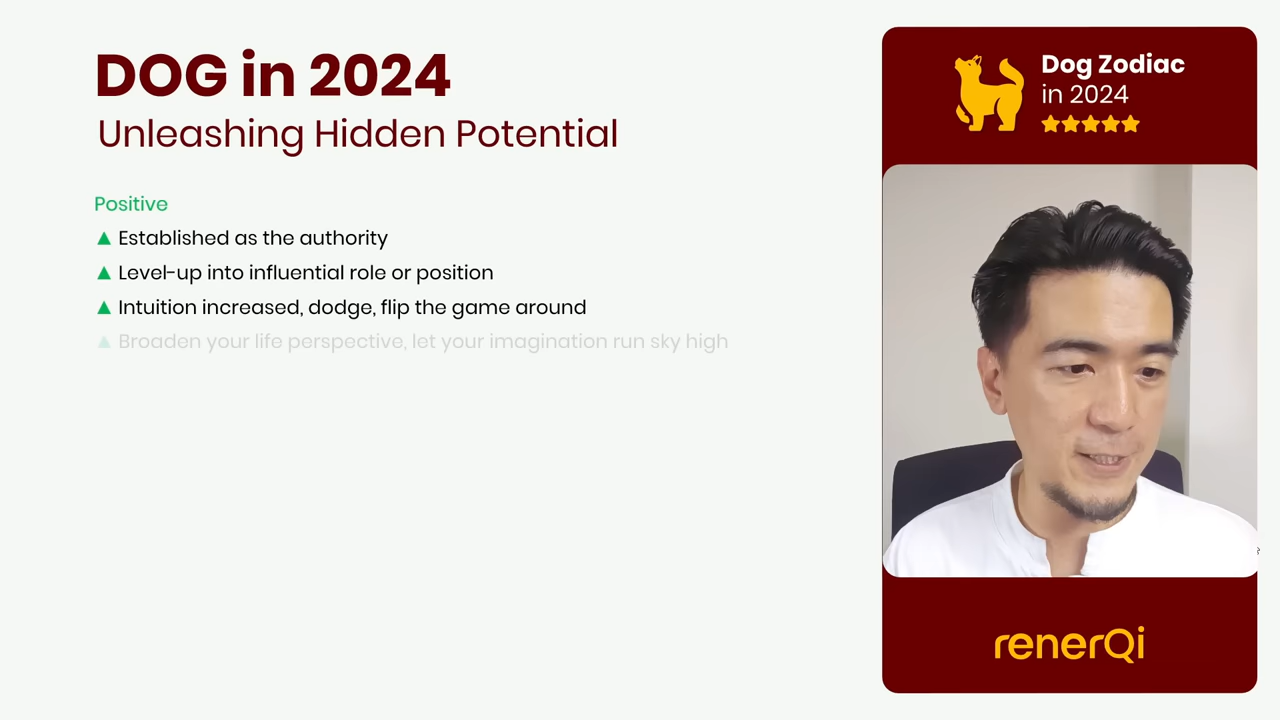 DOG in 2024
Unleashing Hidden Potential
Positive
▲ Established as the authority
▲ Level-up into influential role or position
▲ Intuition increased, dodge, flip the game around
▲ Broaden your life perspective, let your imagination run sky high
Dog Zodiac
in 2024
★★★★★
renerQi